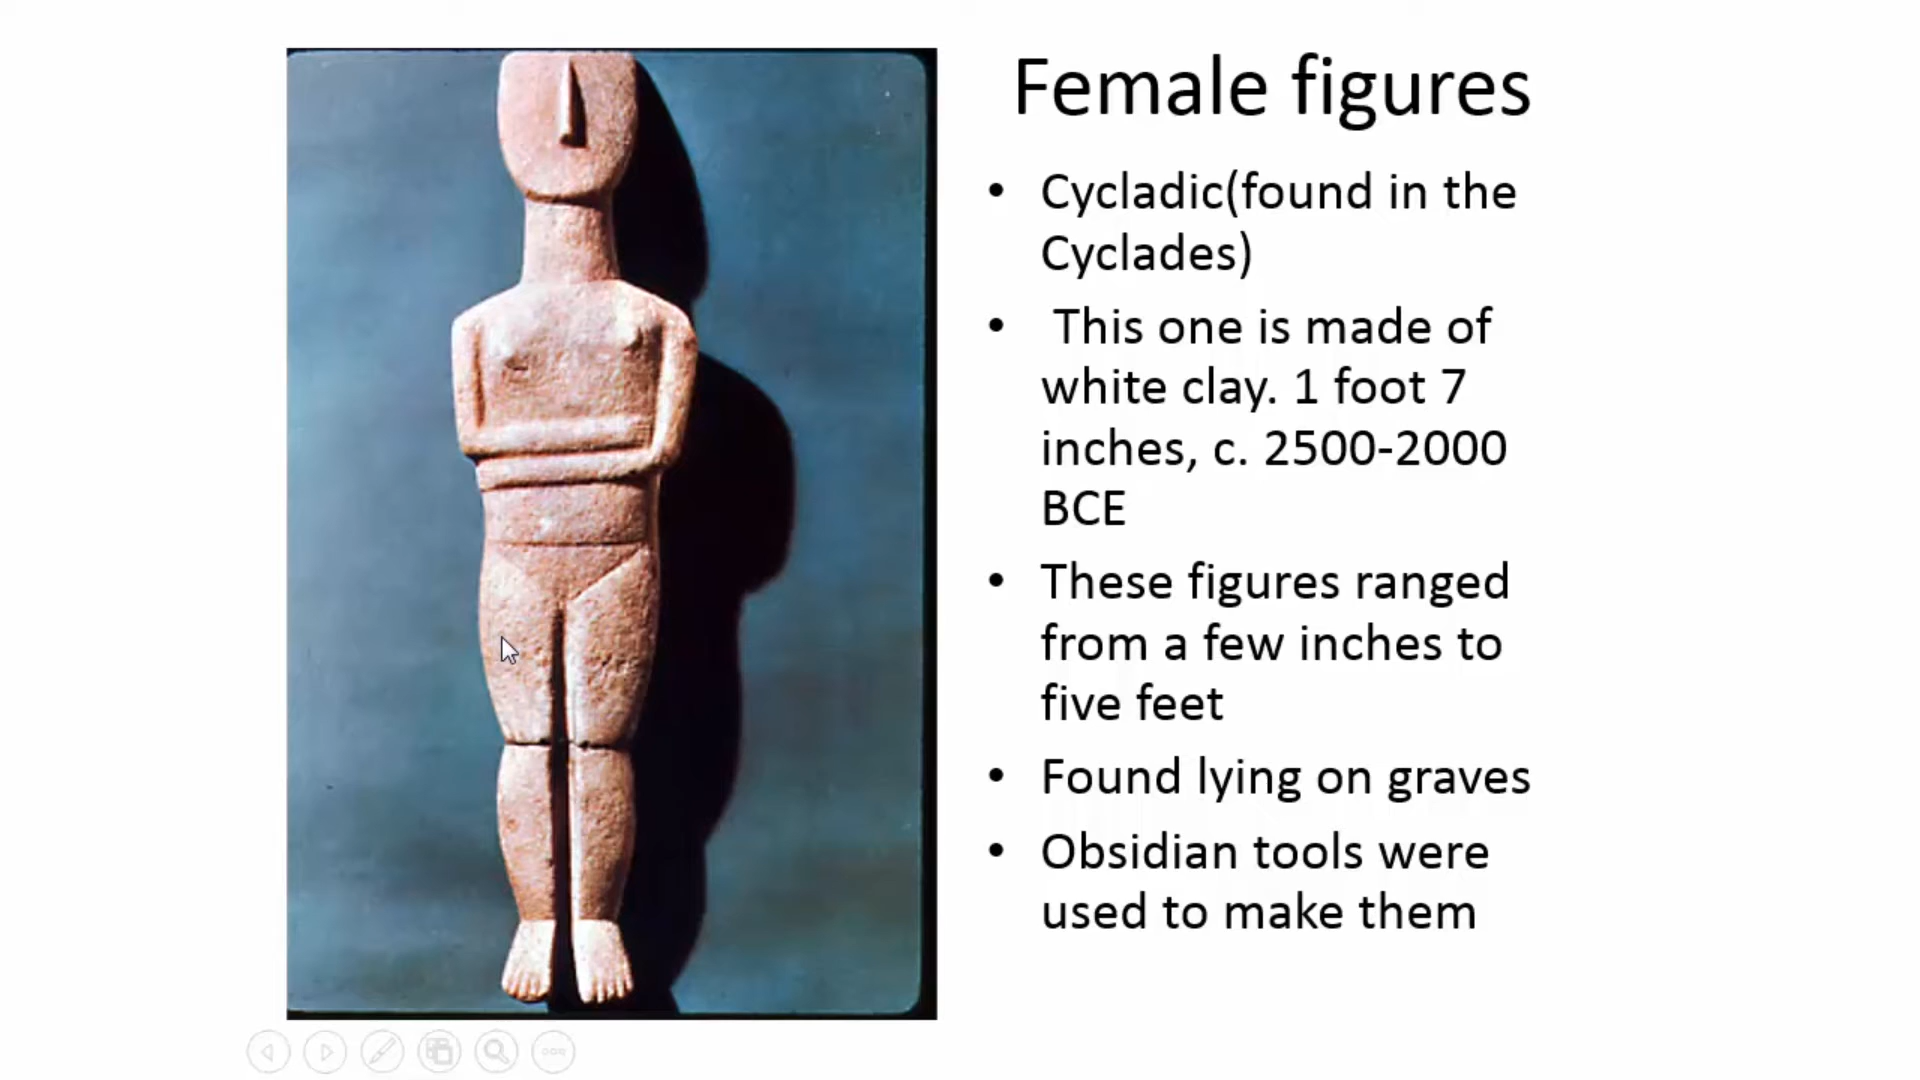 Female figures
• Cycladic(found in the
Cyclades)
• This one is made of
white clay. 1 foot 7
inches, c. 2500-2000
BCE
• These figures ranged
from a few inches to
five feet
• Found lying on graves
• Obsidian tools were
used to make them